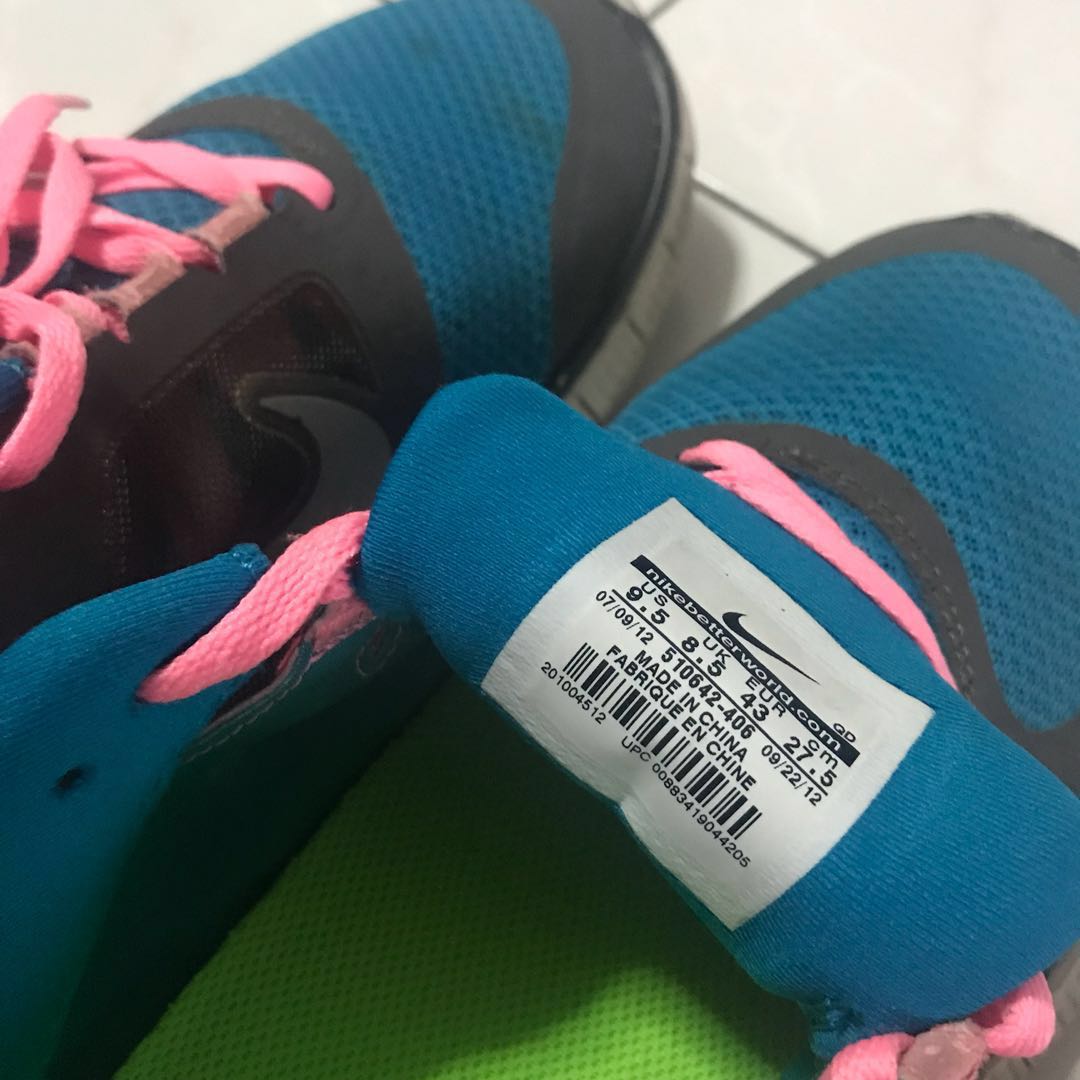 nikebetterworld.com
QD
US UK EUR cm
9.5 8.5 43 27.5
07/09/12 510642-406 09/22/12
MADE IN CHINA
FABRIQUE EN CHINE
201004512
UPC 00883419044205